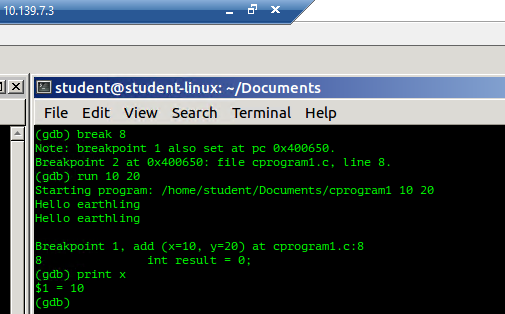 10.139.7.3
student@student-linux: ~/Documents
File Edit View Search Terminal Help
(gdb) break 8
Note: breakpoint 1 also set at pc 0x400650.
Breakpoint 2 at 0x400650: file cprogram1.c, line 8.
(gdb) run 10 20
Starting program: /home/student/Documents/cprogram1 10 20
Hello earthling
Hello earthling
Breakpoint 1, add (x=10, y=20) at cprogram1.c:8
8 int result = 0;
(gdb) print x
$1 = 10
(gdb)